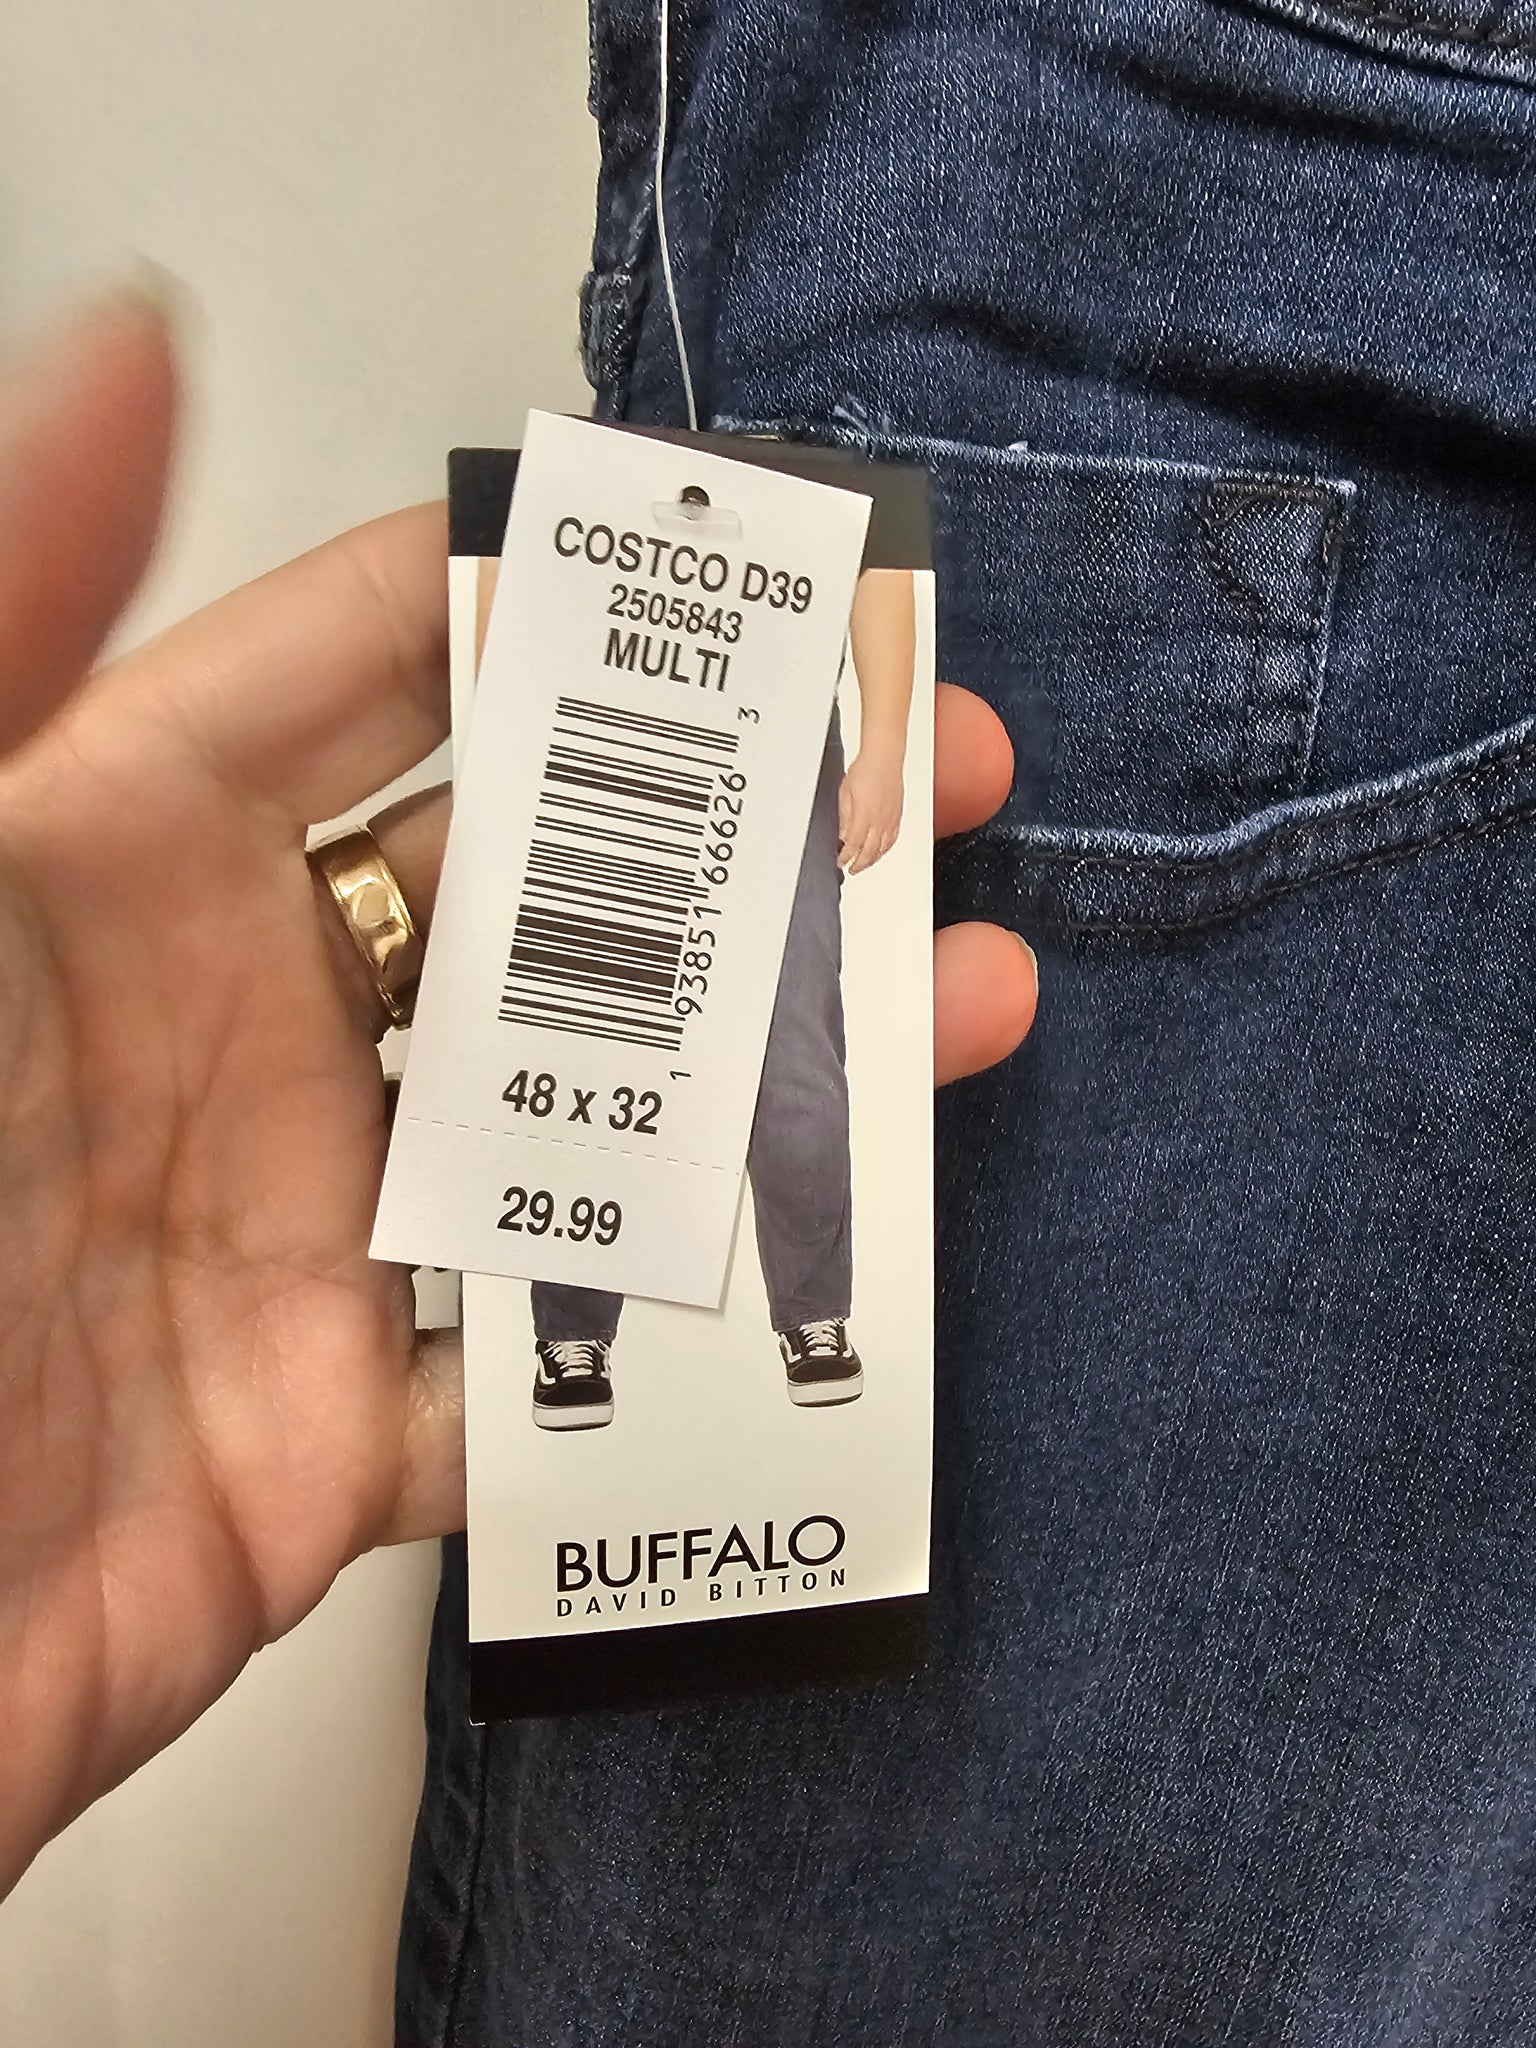 COSTCO D39
2505843
MULTI
1 93851 66626 3
48 x 32
29.99
BUFFALO
DAVID BITTON